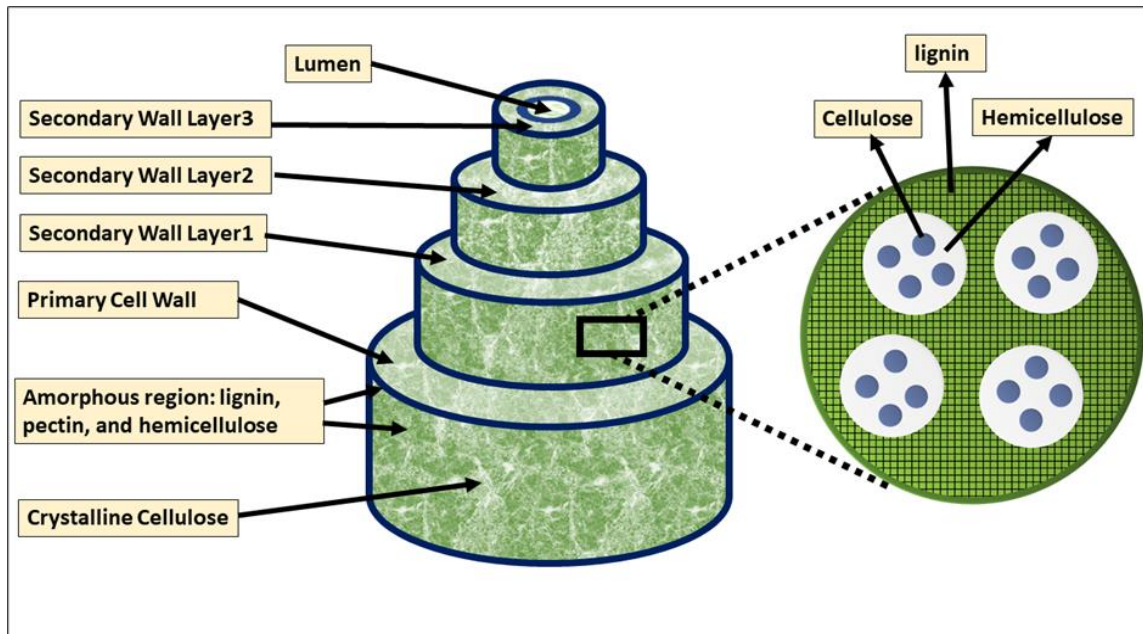 Lumen
Secondary Wall Layer3
Secondary Wall Layer2
Secondary Wall Layer1
Primary Cell Wall
Amorphous region: lignin,
pectin, and hemicellulose
Crystalline Cellulose
lignin
Cellulose
Hemicellulose